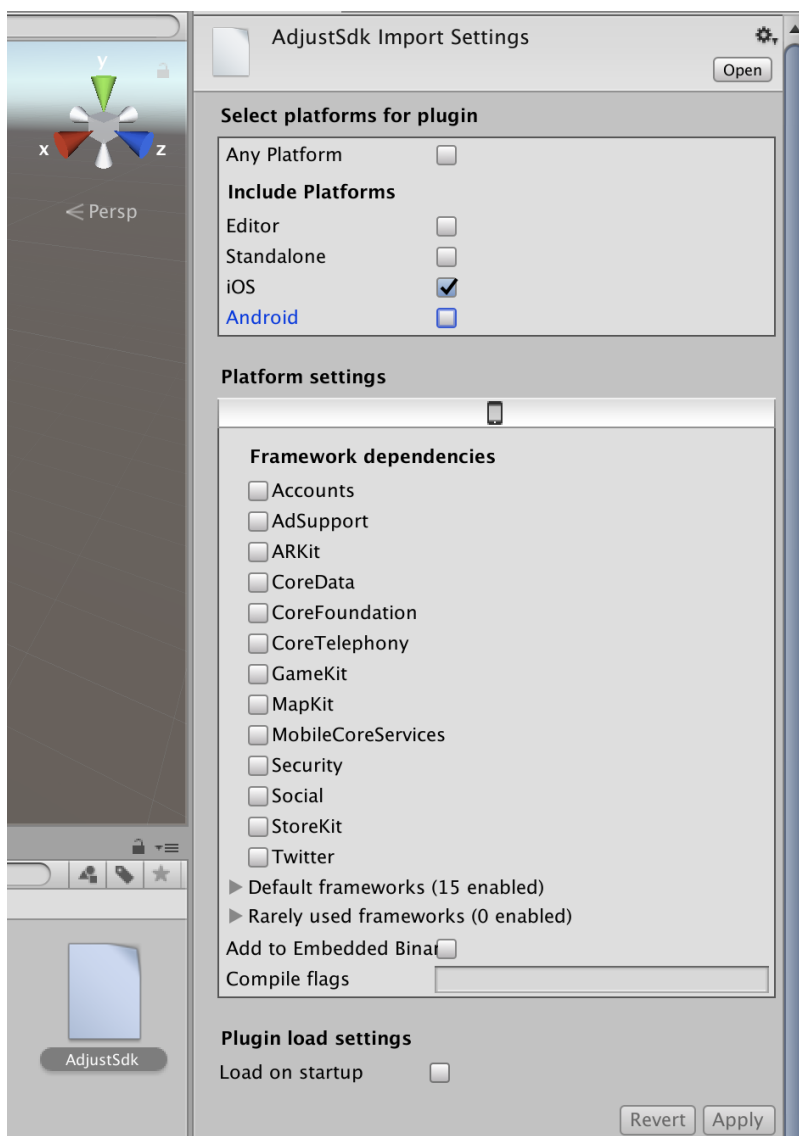 AdjustSdk Import Settings
Open
y
x
z
Persp
Select platforms for plugin
Any Platform
Include Platforms
Editor
Standalone
iOS
Android
Platform settings
Framework dependencies
Accounts
AdSupport
ARKit
CoreData
CoreFoundation
CoreTelephony
GameKit
MapKit
MobileCoreServices
Security
Social
StoreKit
Twitter
Default frameworks (15 enabled)
Rarely used frameworks (0 enabled)
Add to Embedded Binar
Compile flags
AdjustSdk
Plugin load settings
Load on startup
Revert Apply